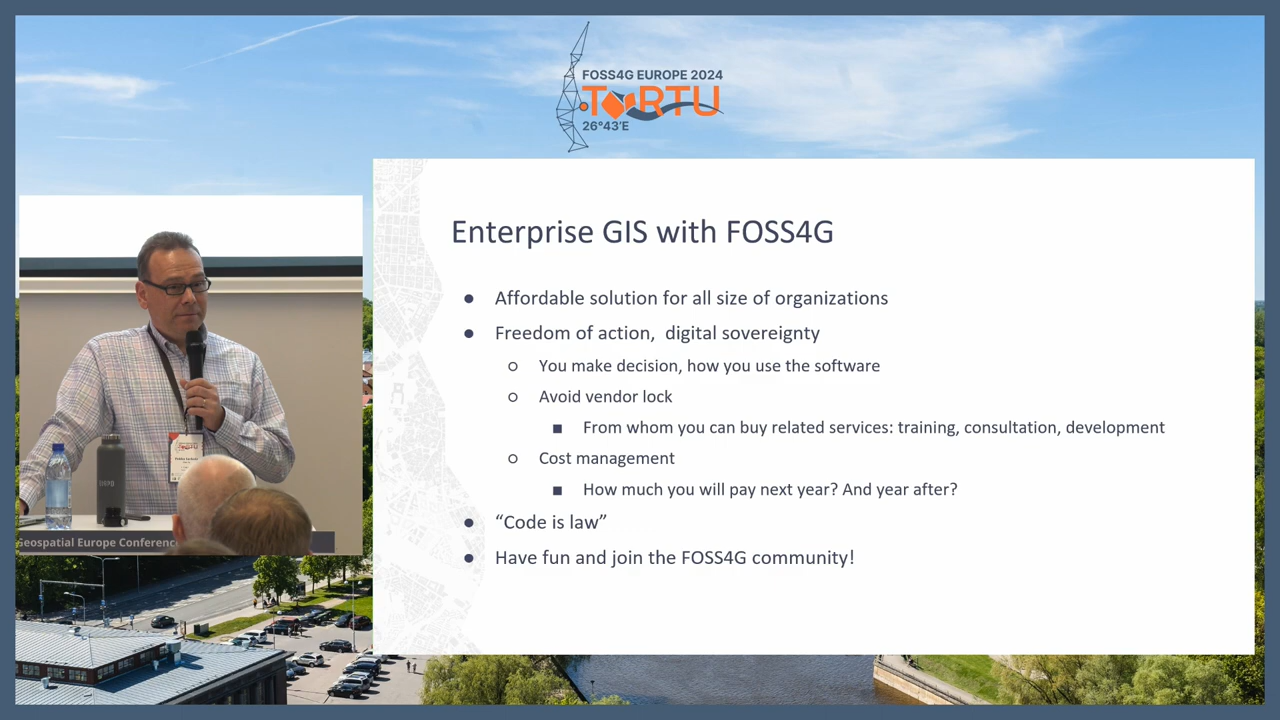 FOSS4G EUROPE 2024
TARTU
26°43'E
Enterprise GIS with FOSS4G
● Affordable solution for all size of organizations
● Freedom of action,  digital sovereignty
○ You make decision, how you use the software
○ Avoid vendor lock
■ From whom you can buy related services: training, consultation, development
○ Cost management
■ How much you will pay next year? And year after?
● “Code is law”
● Have fun and join the FOSS4G community!
Geospatial Europe Conference